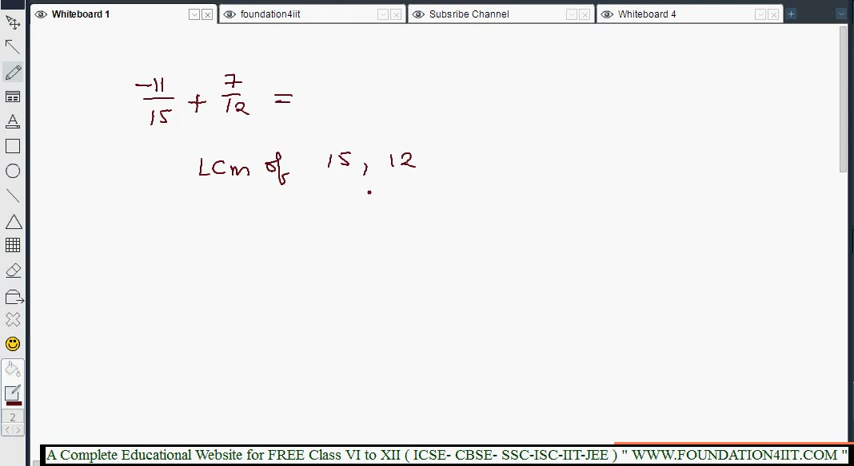 Whiteboard 1 foundation4iit Subsribe Channel Whiteboard 4
-11/15 + 7/12 =
LCM of 15, 12
2
A Complete Educational Website for FREE Class VI to XII ( ICSE- CBSE- SSC-ISC-IIT-JEE ) " WWW.FOUNDATION4IIT.COM "